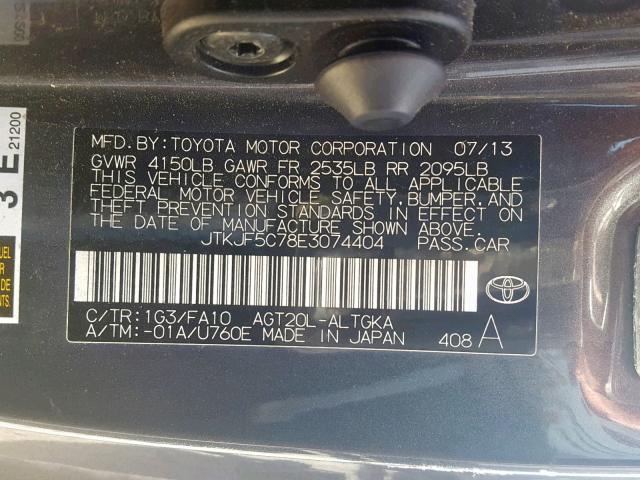 MFD.BY:TOYOTA MOTOR CORPORATION 07/13
GVWR 4150LB GAWR FR 2535LB RR 2095LB
THIS VEHICLE CONFORMS TO ALL APPLICABLE
FEDERAL MOTOR VEHICLE SAFETY,BUMPER,AND
THEFT PREVENTION STANDARDS IN EFFECT ON
THE DATE OF MANUFACTURE SHOWN ABOVE.
JTKJF5C78E3074404 PASS.CAR
C/TR:1G3/FA10 AGT20L-ALTGKA
A/TM:-01A/U760E MADE IN JAPAN 408 A
3 E
21200